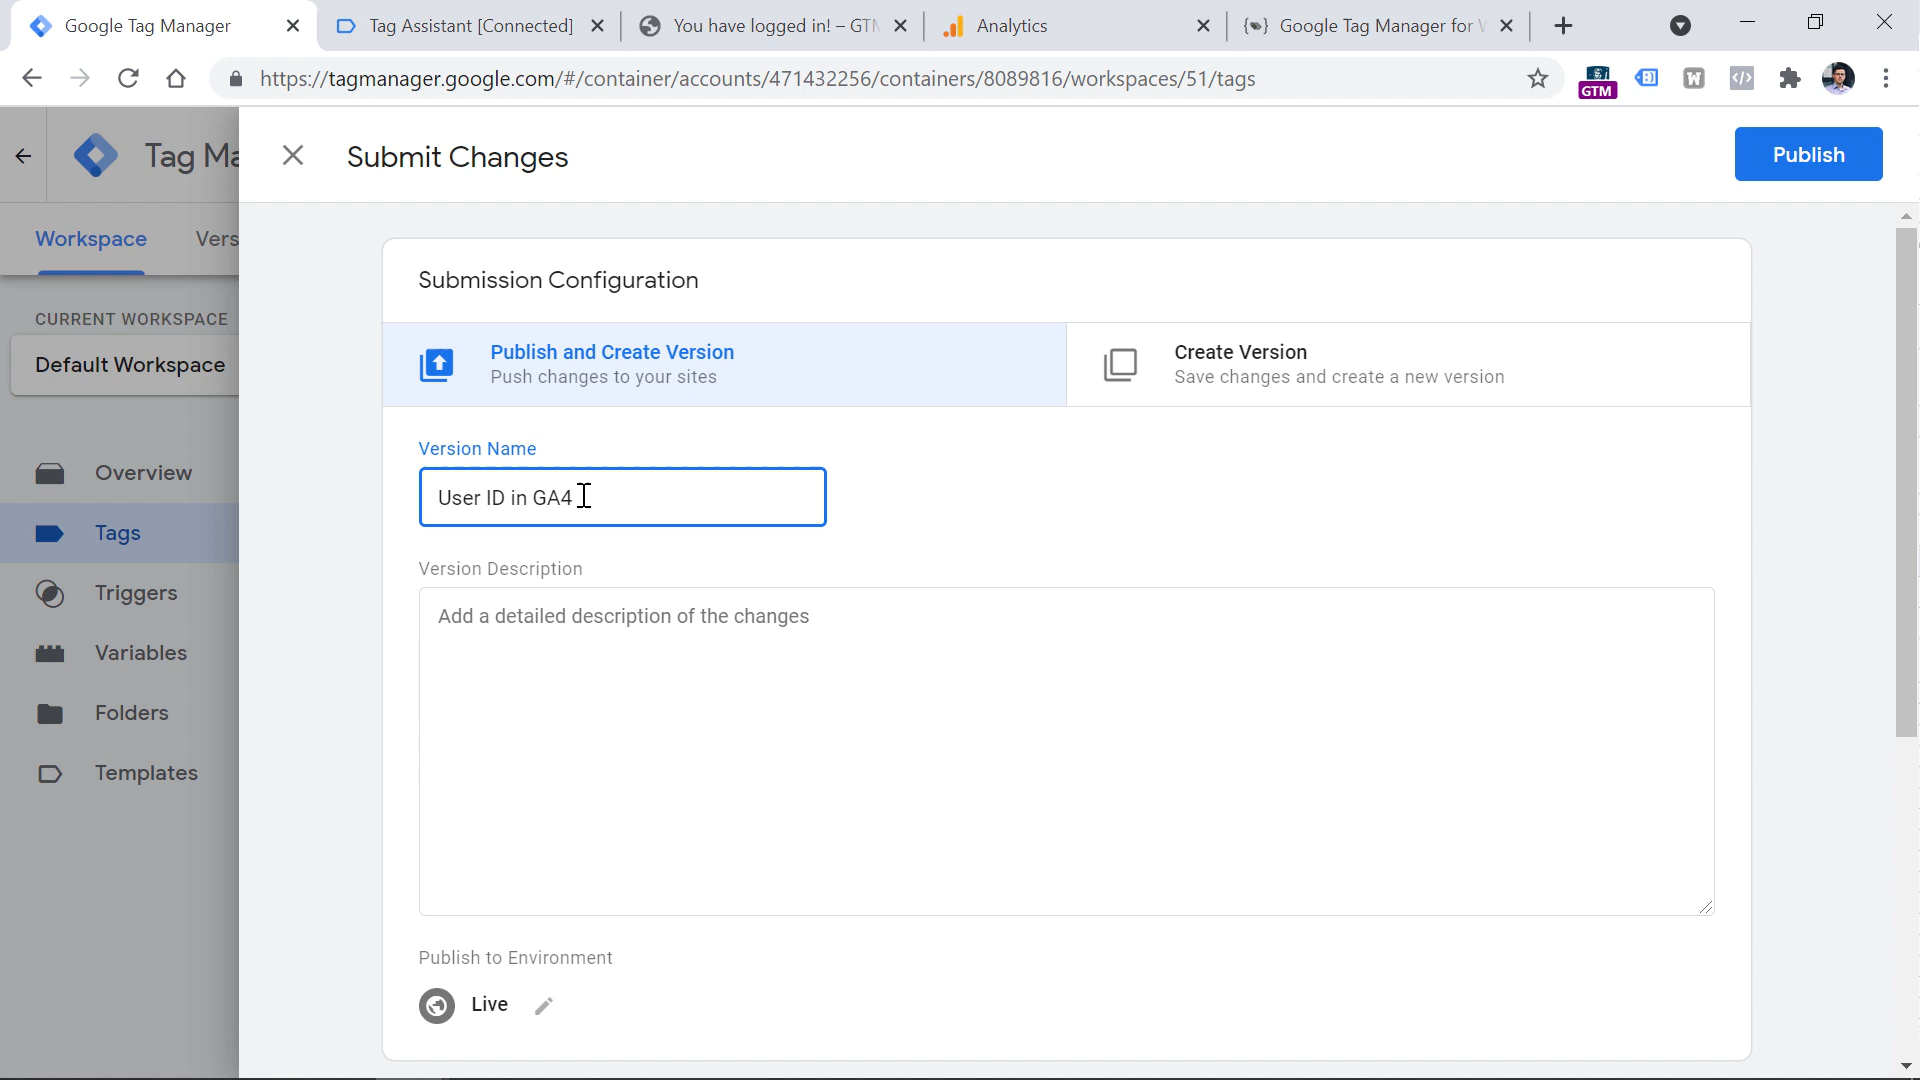 Google Tag Manager
Tag Assistant [Connected]
You have logged in! – GTM
Analytics
Google Tag Manager for W
https://tagmanager.google.com/#/container/accounts/471432256/containers/8089816/workspaces/51/tags
GTM
Tag Ma
Submit Changes
Publish
Workspace
Vers
Submission Configuration
CURRENT WORKSPACE
Default Workspace
Publish and Create Version
Push changes to your sites
Create Version
Save changes and create a new version
Version Name
User ID in GA4
Overview
Tags
Triggers
Variables
Folders
Templates
Version Description
Add a detailed description of the changes
Publish to Environment
Live